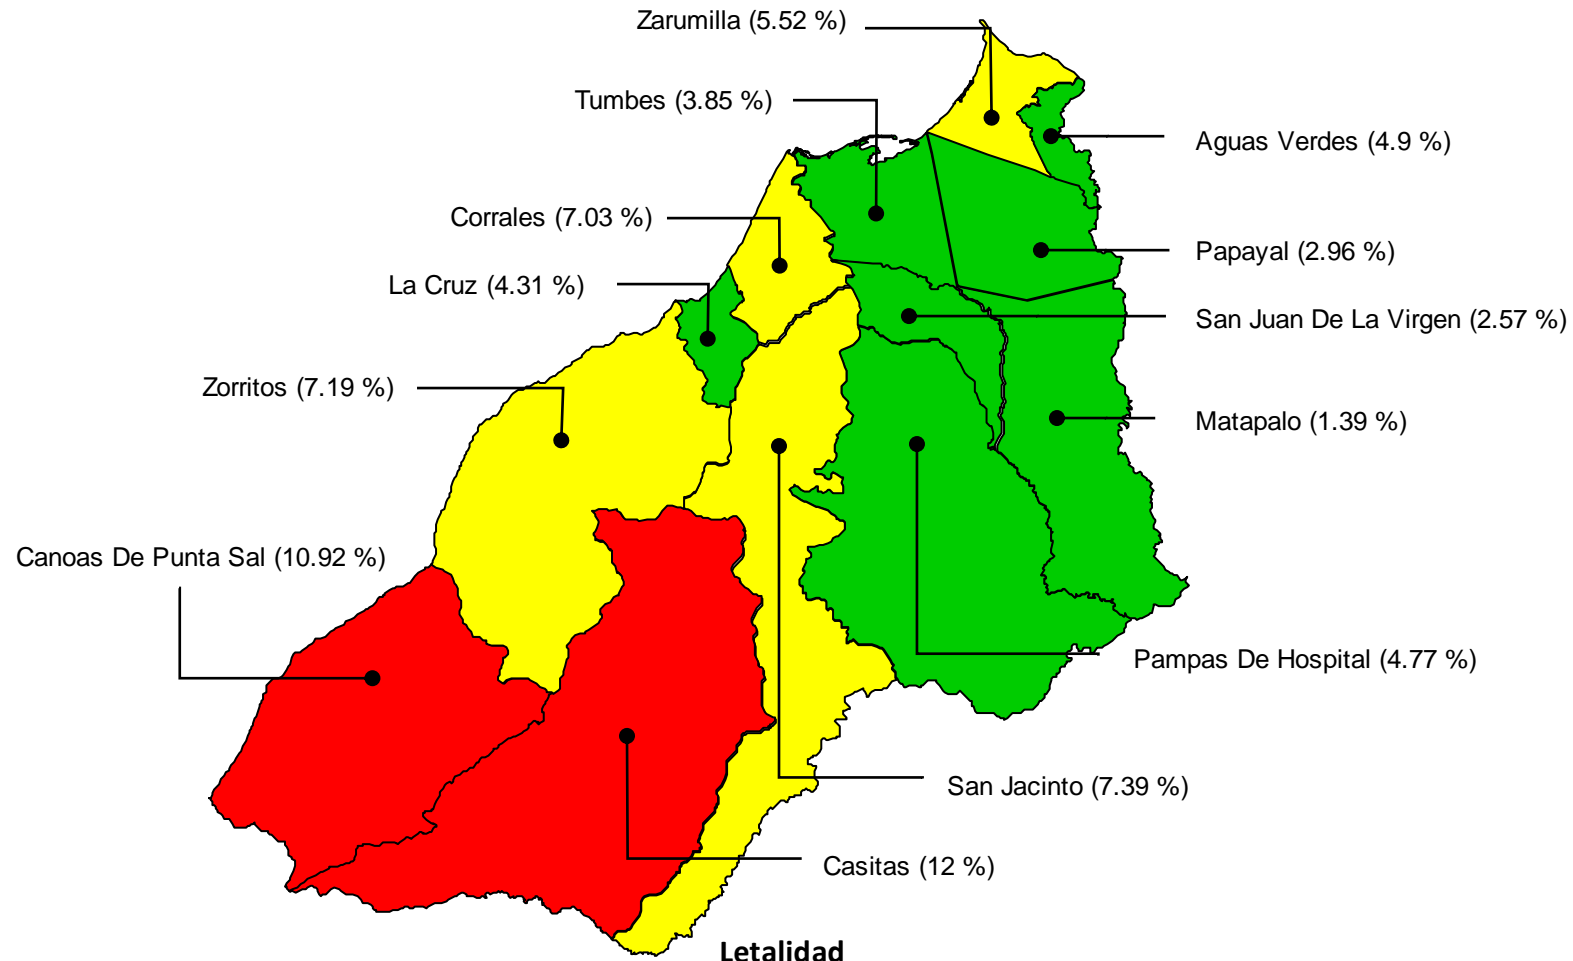 Zarumilla (5.52 %)
Tumbes (3.85 %)
Aguas Verdes (4.9 %)
Corrales (7.03 %)
Papayal (2.96 %)
La Cruz (4.31 %)
San Juan De La Virgen (2.57 %)
Zorritos (7.19 %)
Matapalo (1.39 %)
Canoas De Punta Sal (10.92 %)
Pampas De Hospital (4.77 %)
San Jacinto (7.39 %)
Casitas (12 %)
Letalidad